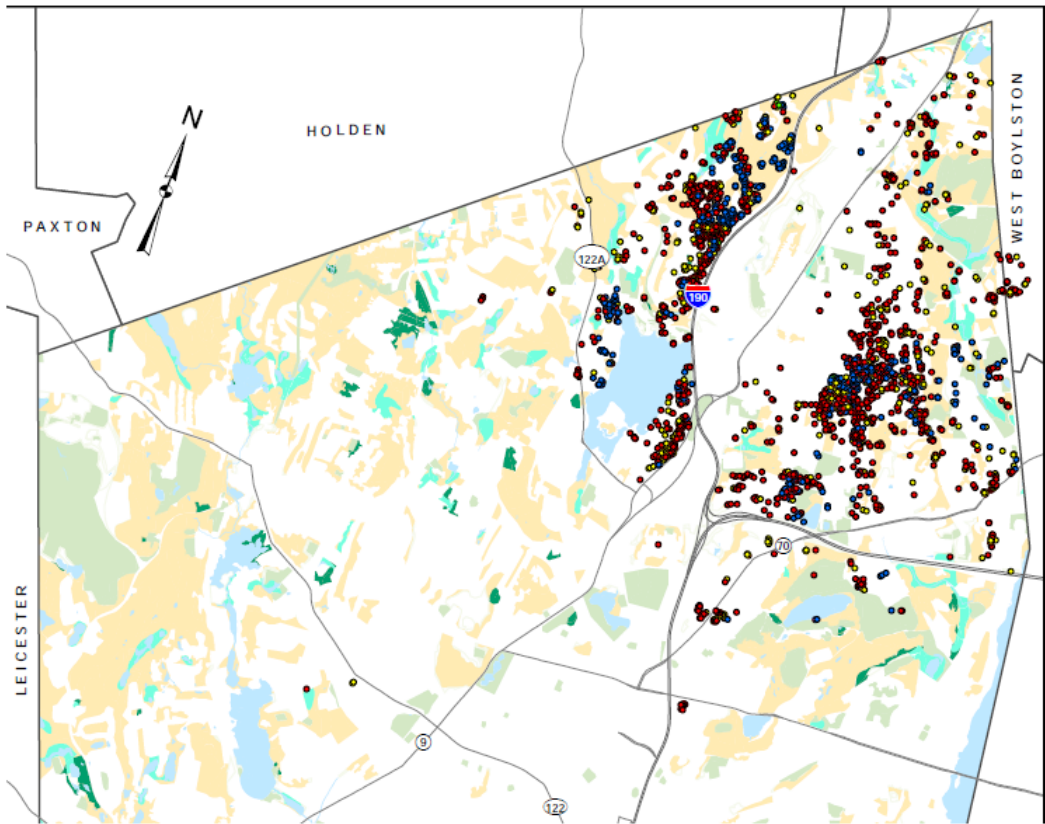 N
HOLDEN
PAXTON
WEST BOYLSTON
122A
190
70
LEICESTER
9
122